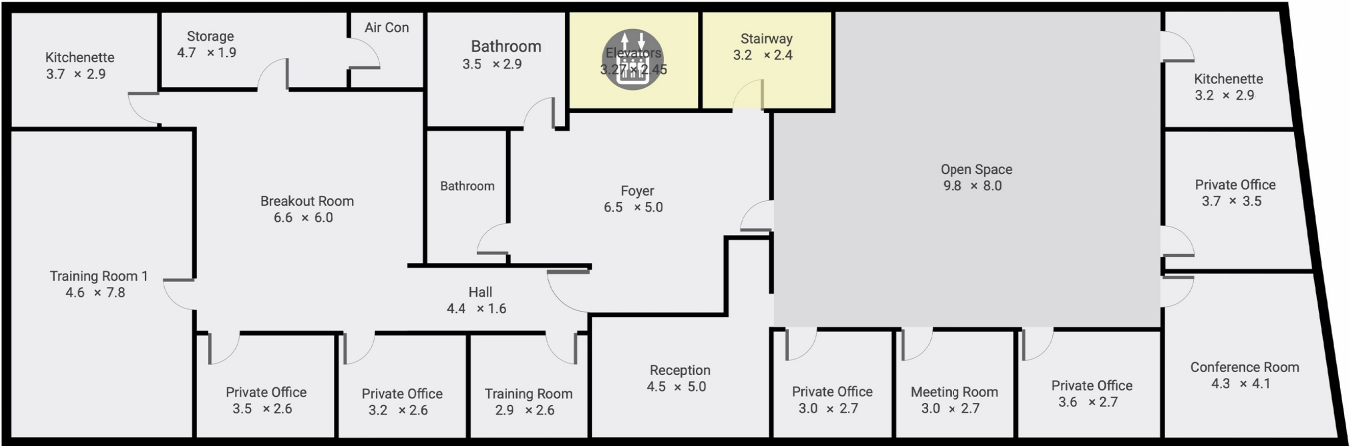 Kitchenette
3.7 × 2.9
Storage
4.7 × 1.9
Air Con
Bathroom
3.5 × 2.9
Elevators
3.27 × 2.45
Stairway
3.2 × 2.4
Kitchenette
3.2 × 2.9
Breakout Room
6.6 × 6.0
Bathroom
Foyer
6.5 × 5.0
Open Space
9.8 × 8.0
Private Office
3.7 × 3.5
Training Room 1
4.6 × 7.8
Hall
4.4 × 1.6
Private Office
3.5 × 2.6
Private Office
3.2 × 2.6
Training Room
2.9 × 2.6
Reception
4.5 × 5.0
Private Office
3.0 × 2.7
Meeting Room
3.0 × 2.7
Private Office
3.6 × 2.7
Conference Room
4.3 × 4.1